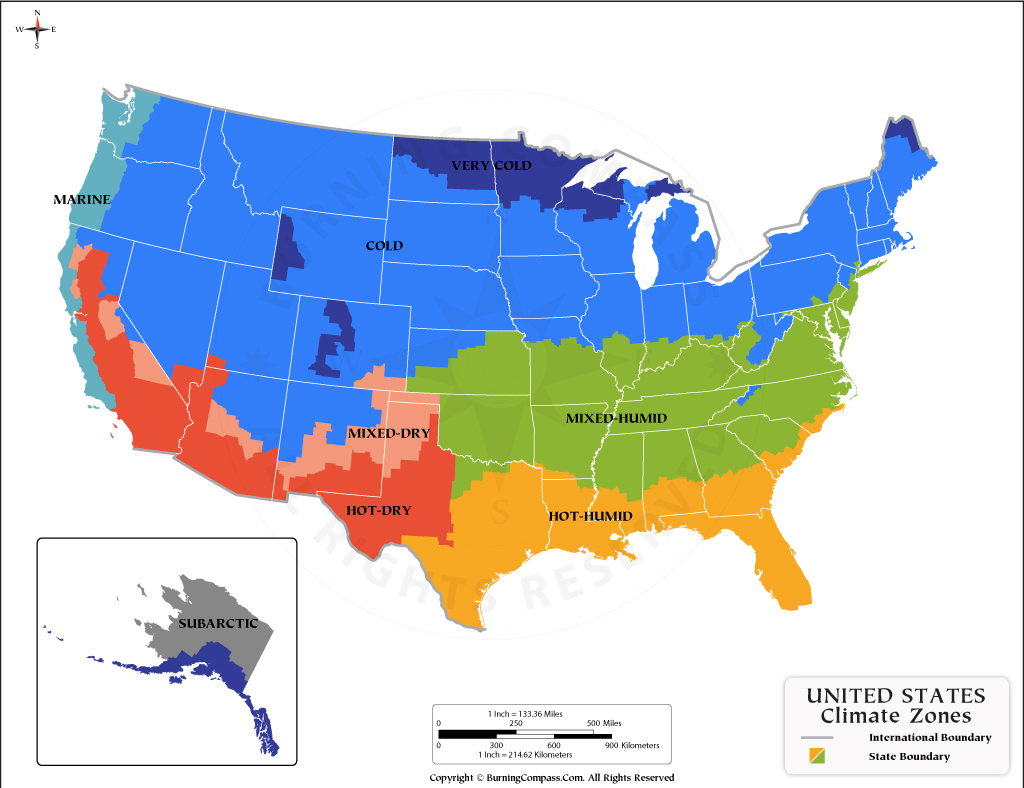 N
W E
S
VERY COLD
MARINE
COLD
MIXED-HUMID
MIXED-DRY
HOT-DRY
HOT-HUMID
S
RIGHTS RESERVED
SUBARCTIC
UNITED STATES
Climate Zones
International Boundary
State Boundary
1 Inch = 133.36 Miles
0 250 500 Miles
0 300 600 900 Kilometers
1 Inch = 214.62 Kilometers
Copyright © BurningCompass.Com. All Rights Reserved